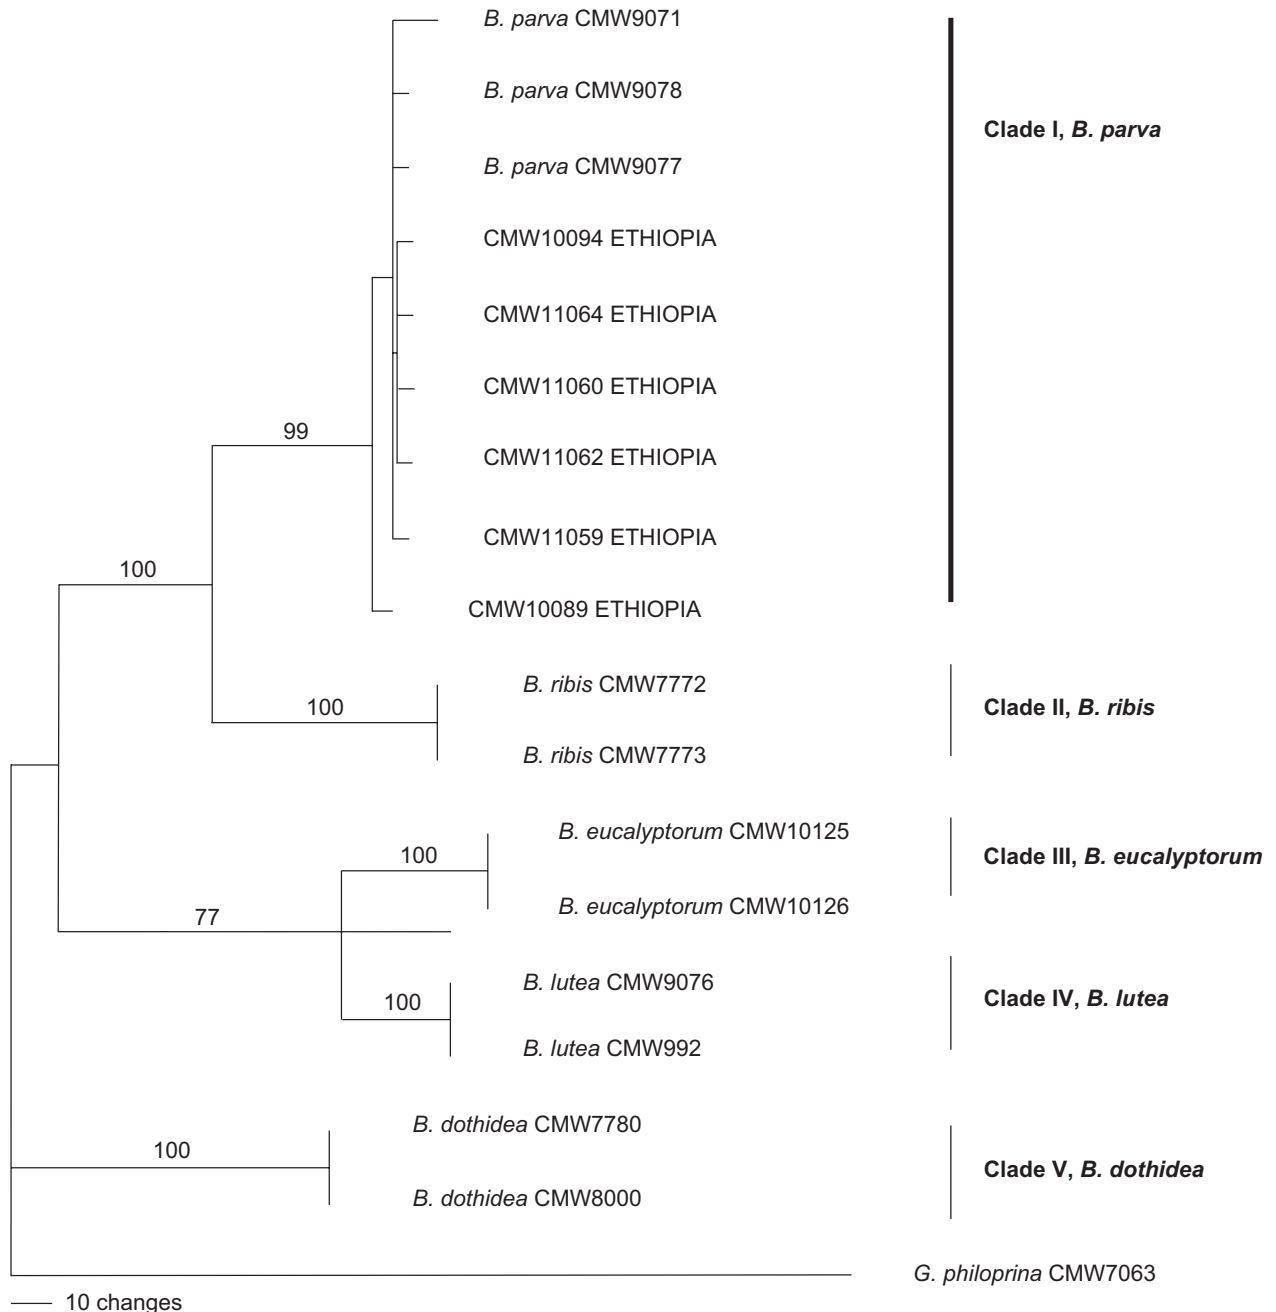 B. parva CMW9071
B. parva CMW9078
Clade I, B. parva
B. parva CMW9077
CMW10094 ETHIOPIA
CMW11064 ETHIOPIA
CMW11060 ETHIOPIA
99
CMW11062 ETHIOPIA
CMW11059 ETHIOPIA
100
CMW10089 ETHIOPIA
B. ribis CMW7772
100
Clade II, B. ribis
B. ribis CMW7773
B. eucalyptorum CMW10125
100
Clade III, B. eucalyptorum
B. eucalyptorum CMW10126
77
B. lutea CMW9076
100
Clade IV, B. lutea
B. lutea CMW992
B. dothidea CMW7780
100
Clade V, B. dothidea
B. dothidea CMW8000
G. philoprina CMW7063
10 changes